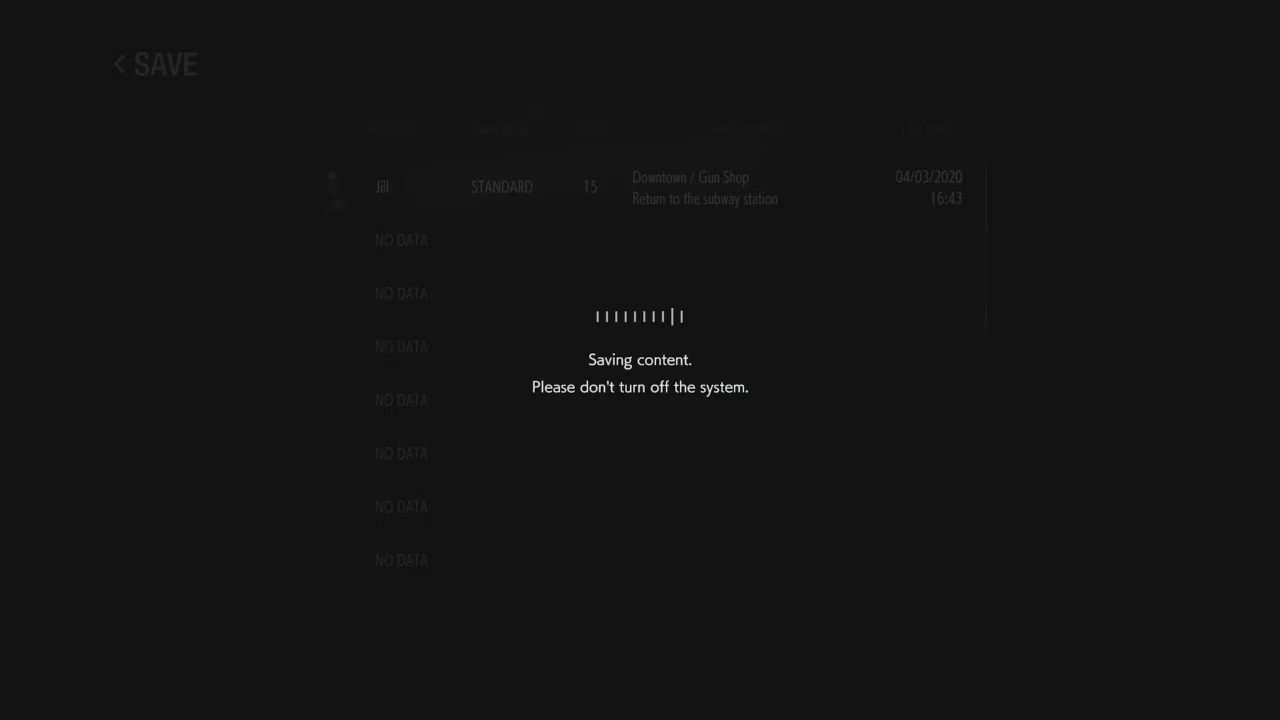 < SAVE
Jill STANDARD 15 Downtown / Gun Shop 04/03/2020
Return to the subway station 16:43
NO DATA
NO DATA
NO DATA
Saving content.
Please don't turn off the system.
NO DATA
NO DATA
NO DATA
NO DATA